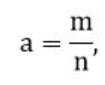 a = m/n,